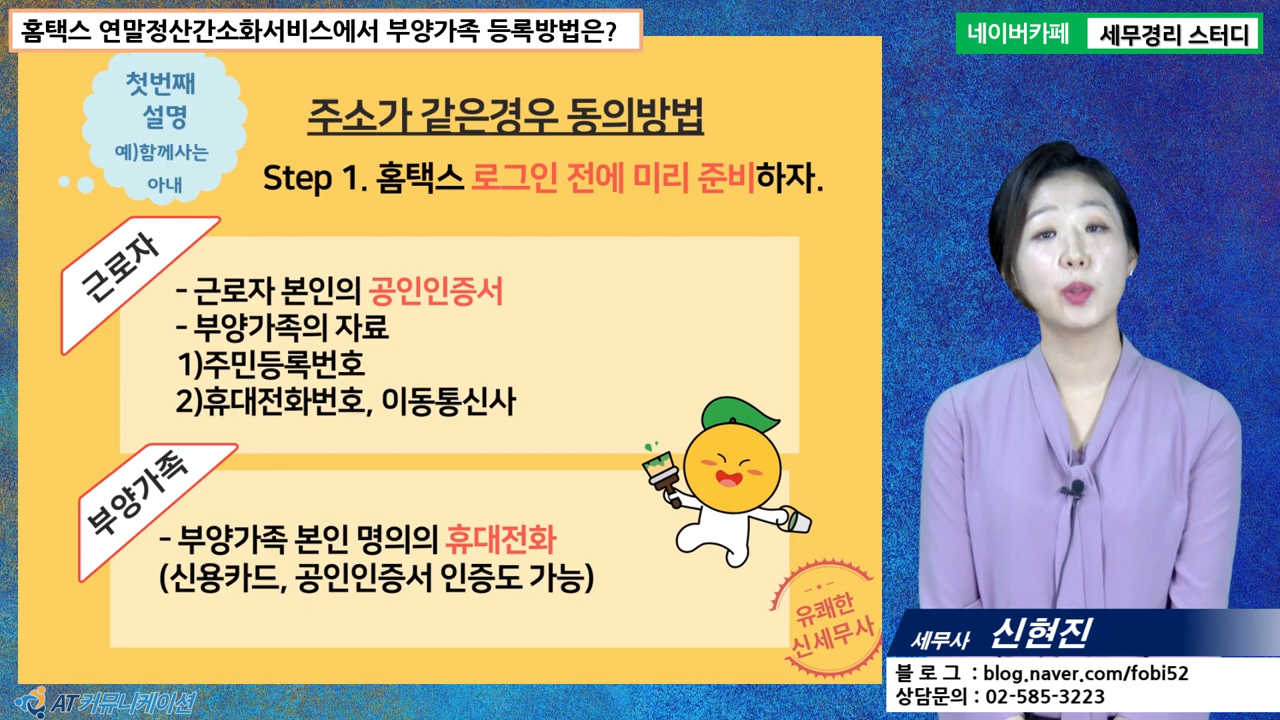 홈택스 연말정산간소화서비스에서 부양가족 등록방법은?
네이버카페 세무경리 스터디
첫번째
설명
예)함께사는
아내
주소가 같은경우 동의방법
Step 1. 홈택스 로그인 전에 미리 준비하자.
근로자
- 근로자 본인의 공인인증서
- 부양가족의 자료
1)주민등록번호
2)휴대전화번호, 이동통신사
부양가족
- 부양가족 본인 명의의 휴대전화
(신용카드, 공인인증서 인증도 가능)
유쾌한
신세무사
세무사 신현진
블 로 그 : blog.naver.com/fobi52
상담문의 : 02-585-3223
AT커뮤니케이션